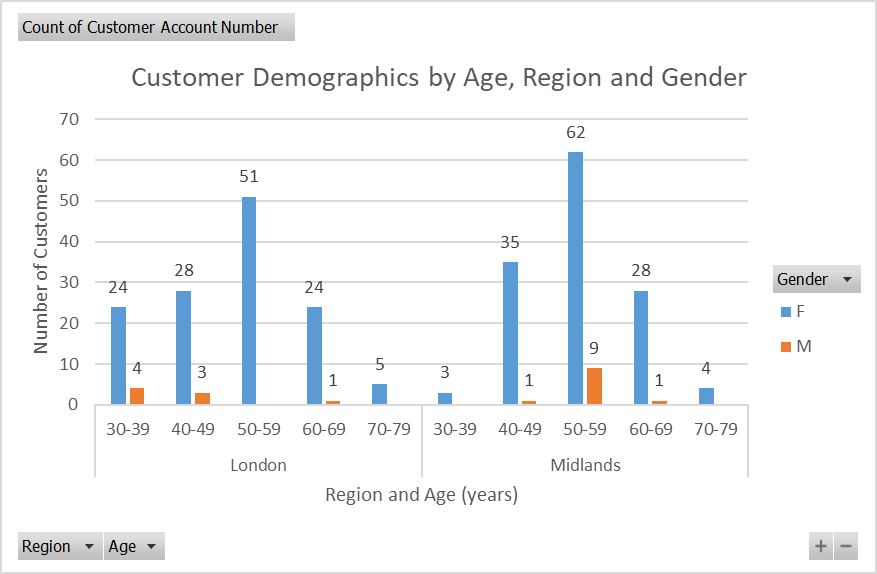 Count of Customer Account Number
Customer Demographics by Age, Region and Gender
Number of Customers
70
60
50
40
30
20
10
0
24
4
28
3
51
24
1
5
3
35
1
62
9
28
1
4
30-39 40-49 50-59 60-69 70-79 30-39 40-49 50-59 60-69 70-79
London Midlands
Region and Age (years)
Gender
F
M
Region Age
+ −